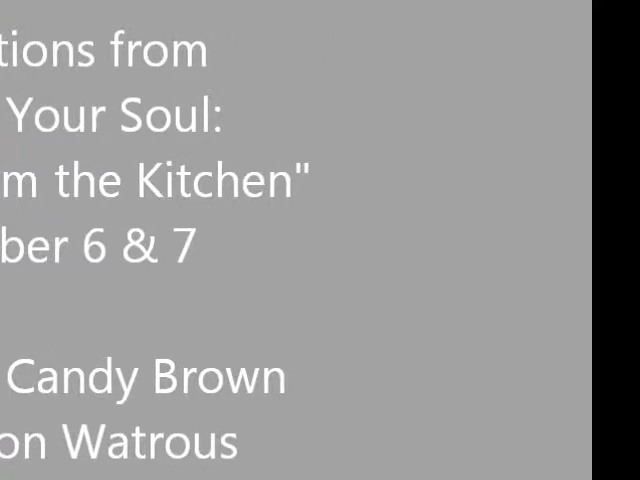 tions from
Your Soul:
m the Kitchen"
ber 6 & 7
Candy Brown
on Watrous